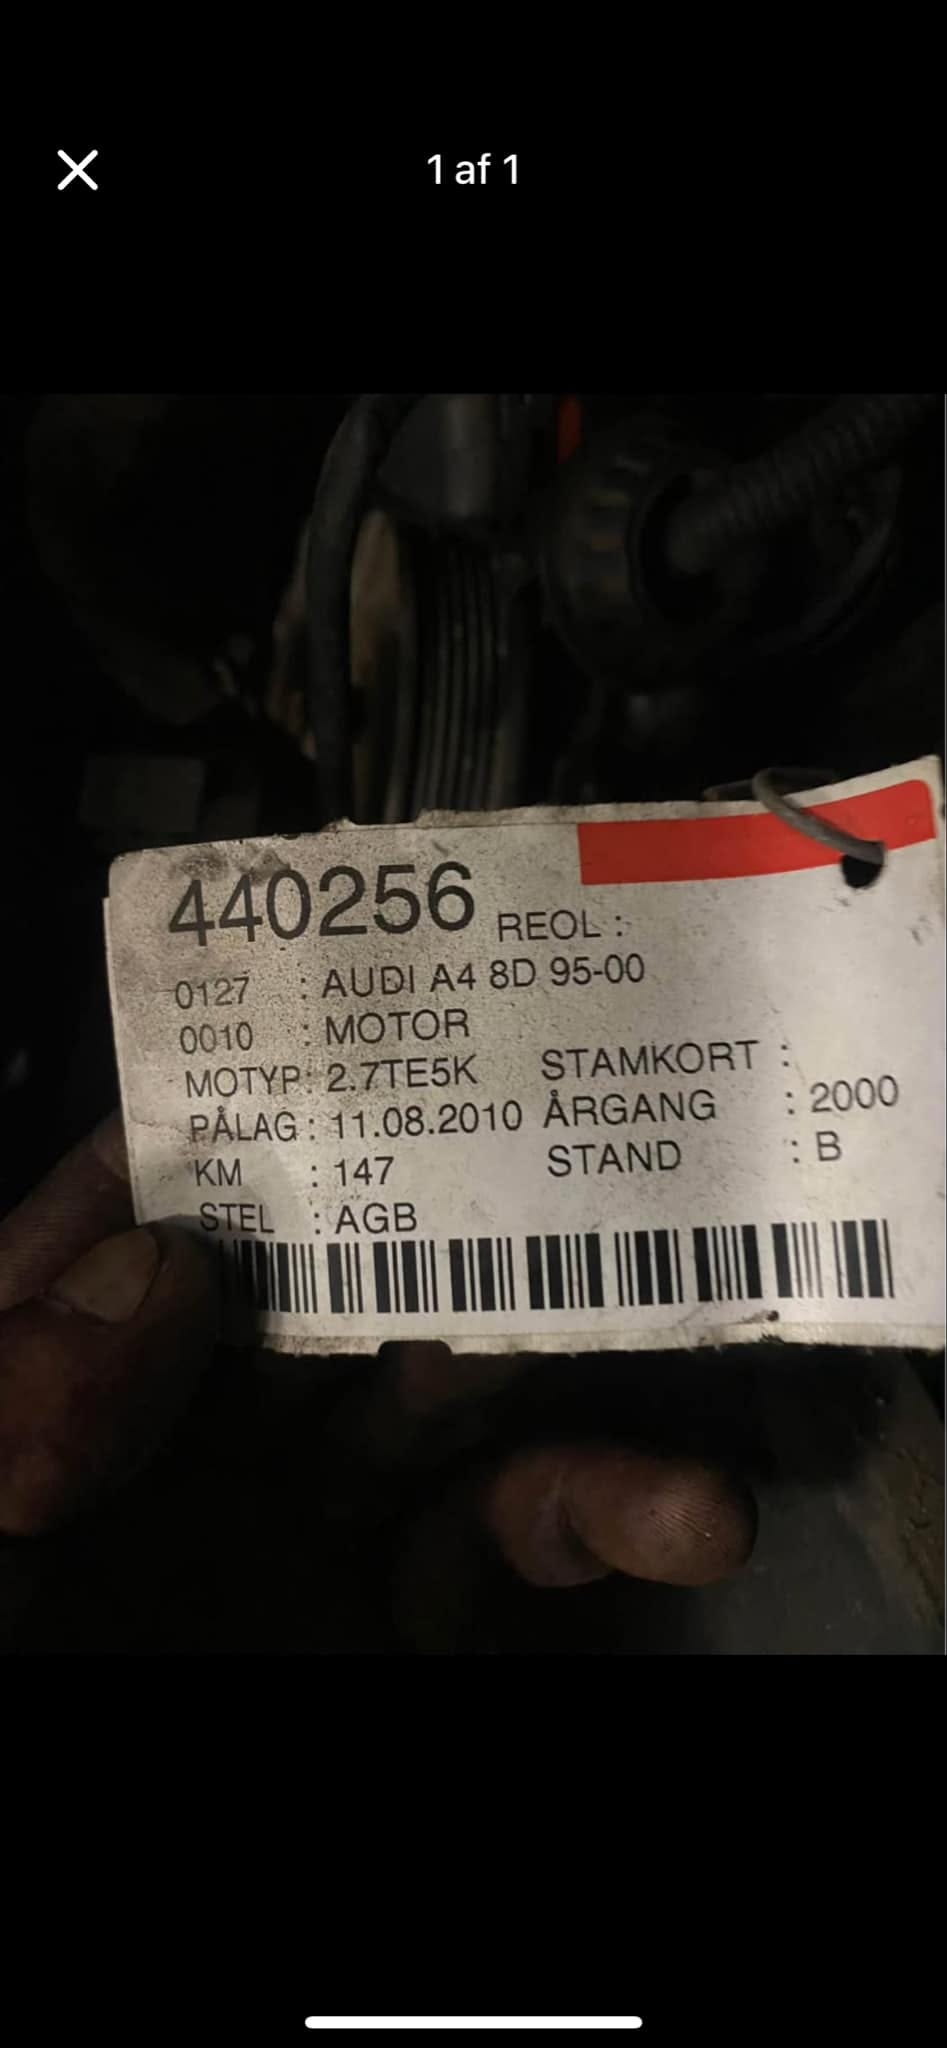 1 af 1
440256 REOL :
0127 : AUDI A4 8D 95-00
0010 : MOTOR
MOTYP : 2.7TE5K STAMKORT :
PÅLAG : 11.08.2010 ÅRGANG : 2000
KM : 147 STAND : B
STEL : AGB